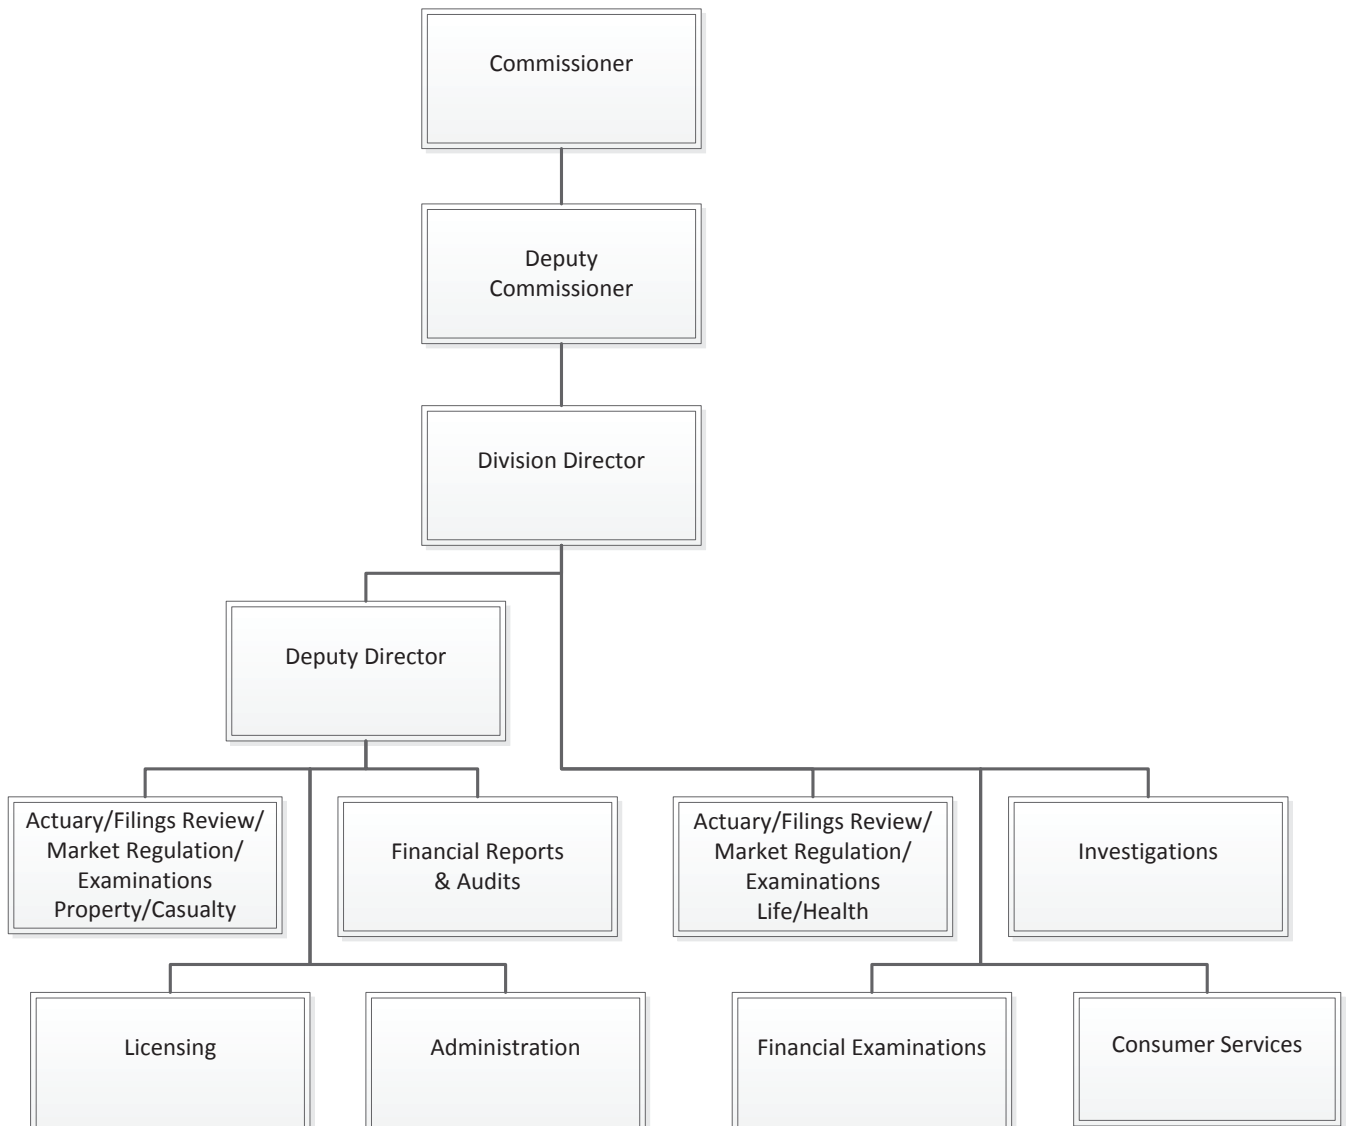 Commissioner
Deputy
Commissioner
Division Director
Deputy Director
Actuary/Filings Review/
Market Regulation/
Examinations
Property/Casualty
Financial Reports
& Audits
Actuary/Filings Review/
Market Regulation/
Examinations
Life/Health
Investigations
Licensing
Administration
Financial Examinations
Consumer Services